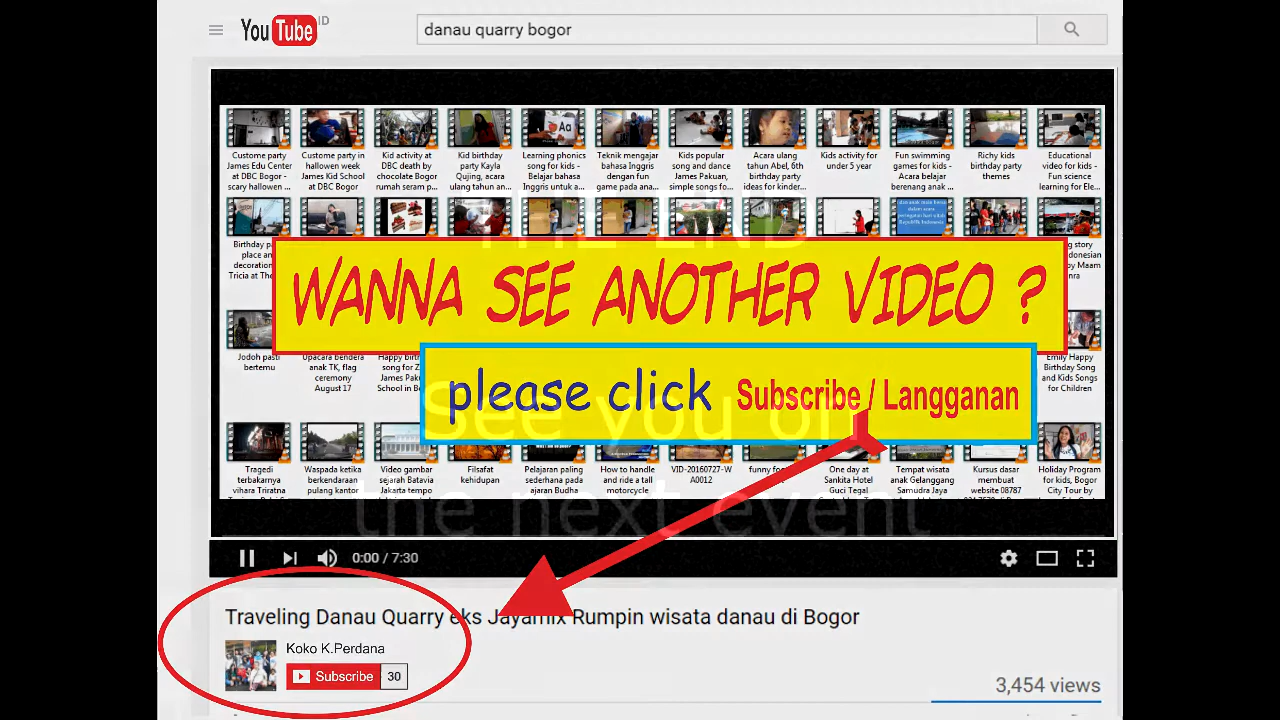 YouTube ID
danau quarry bogor
Custome party James Edu Center at DBC Bogor - scary hallowen ...
Custome party in hallowen week James Kid School at DBC Bogor
Kid activity at DBC death by chocolate Bogor rumah seram p...
Kid birthday party Kayla Qujing, acara ulang tahun an...
Learning phonics song for kids - Belajar bahasa Inggris untuk a...
Teknik mengajar bahasa Inggris dengan fun game pada ana...
Kids popular song and dance James Pakuan, simple songs fo...
Acara ulang tahun Abel, 6th birthday party ideas for kinder...
Kids activity for under 5 year
Fun swimming games for kids - Acara belajar berenang anak ...
Richy kids birthday party themes
Educational video for kids - Fun science learning for Ele...
THE END
WANNA SEE ANOTHER VIDEO ?
please click Subscribe / Langganan
Jodoh pasti bertemu
Upacara bendera anak TK, flag ceremony August 17
Emily Happy Birthday Song and Kids Songs for Children
See you on
the next event
Tragedi terbakarnya vihara Triratna
Waspada ketika berkendaraan pulang kantor
Video gambar sejarah Batavia Jakarta tempo
Filsafat kehidupan
Pelajaran paling sederhana pada ajaran Budha
How to handle and ride a tall motorcycle
VID-20160727-WA0012
funny foo
One day at Sankita Hotel Guci Tegal
Tempat wisata anak Gelanggang Samudra Jaya
Kursus dasar membuat website 08787
Holiday Program for kids, Bogor City Tour by
0:00 / 7:30
Traveling Danau Quarry eks Jayamix Rumpin wisata danau di Bogor
Koko K.Perdana
Subscribe 30
3,454 views